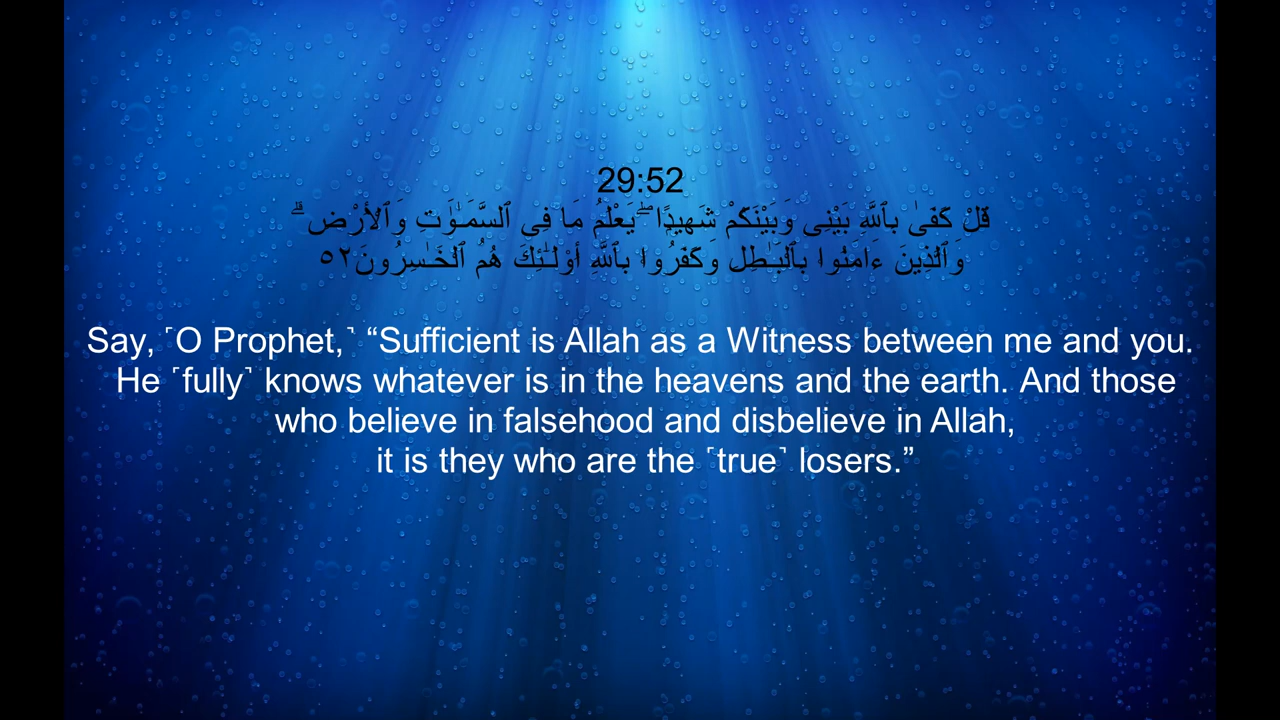 29:52
قُلْ كَفَىٰ بِٱللَّهِ بَيْنِى وَبَيْنَكُمْ شَهِيدًۭا ۖ يَعْلَمُ مَا فِى ٱلسَّمَـٰوَٰتِ وَٱلْأَرْضِ ۗ
وَٱلَّذِينَ ءَامَنُوا۟ بِٱلْبَـٰطِلِ وَكَفَرُوا۟ بِٱللَّهِ أُو۟لَـٰٓئِكَ هُمُ ٱلْخَـٰسِرُونَ ٥٢
Say, ˹O Prophet,˺ “Sufficient is Allah as a Witness between me and you.
He ˹fully˺ knows whatever is in the heavens and the earth. And those
who believe in falsehood and disbelieve in Allah,
it is they who are the ˹true˺ losers.”